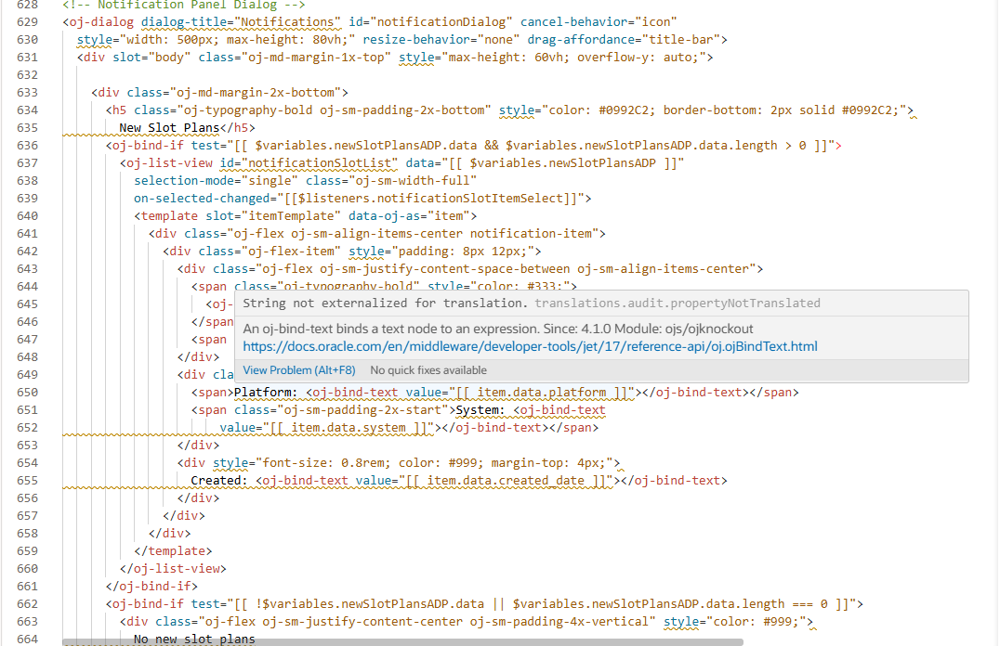 628 <!-- Notification Panel Dialog -->
629 <oj-dialog dialog-title="Notifications" id="notificationDialog" cancel-behavior="icon"
630 style="width: 500px; max-height: 80vh;" resize-behavior="none" drag-affordance="title-bar">
631 <div slot="body" class="oj-md-margin-1x-top" style="max-height: 60vh; overflow-y: auto;">
632
633 <div class="oj-md-margin-2x-bottom">
634 <h5 class="oj-typography-bold oj-sm-padding-2x-bottom" style="color: #0992C2; border-bottom: 2px solid #0992C2;">
635 New Slot Plans</h5>
636 <oj-bind-if test="[[ $variables.newSlotPlansADP.data && $variables.newSlotPlansADP.data.length > 0 ]]">
637 <oj-list-view id="notificationSlotList" data="[[ $variables.newSlotPlansADP ]]"
638 selection-mode="single" class="oj-sm-width-full"
639 on-selected-changed="[[$listeners.notificationSlotItemSelect]]">
640 <template slot="itemTemplate" data-oj-as="item">
641 <div class="oj-flex oj-sm-align-items-center notification-item">
642 <div class="oj-flex-item" style="padding: 8px 12px;">
643 <div class="oj-flex oj-sm-justify-content-space-between oj-sm-align-items-center">
644 <span class="oj-typography-bold" style="color: #333;">
645 <oj-
646 </span
647 <span
648 </div>
649 <div cla
String not externalized for translation. translations.audit.propertyNotTranslated
An oj-bind-text binds a text node to an expression. Since: 4.1.0 Module: ojs/ojknockout
https://docs.oracle.com/en/middleware/developer-tools/jet/17/reference-api/oj.ojBindText.html
View Problem (Alt+F8) No quick fixes available
650 <span>Platform: <oj-bind-text value="[[ item.data.platform ]]"></oj-bind-text></span>
651 <span class="oj-sm-padding-2x-start">System: <oj-bind-text
652 value="[[ item.data.system ]]"></oj-bind-text></span>
653 </div>
654 <div style="font-size: 0.8rem; color: #999; margin-top: 4px;">
655 Created: <oj-bind-text value="[[ item.data.created_date ]]"></oj-bind-text>
656 </div>
657 </div>
658 </div>
659 </template>
660 </oj-list-view>
661 </oj-bind-if>
662 <oj-bind-if test="[[ !$variables.newSlotPlansADP.data || $variables.newSlotPlansADP.data.length === 0 ]]">
663 <div class="oj-flex oj-sm-justify-content-center oj-sm-padding-4x-vertical" style="color: #999;">
664 No new slot plans